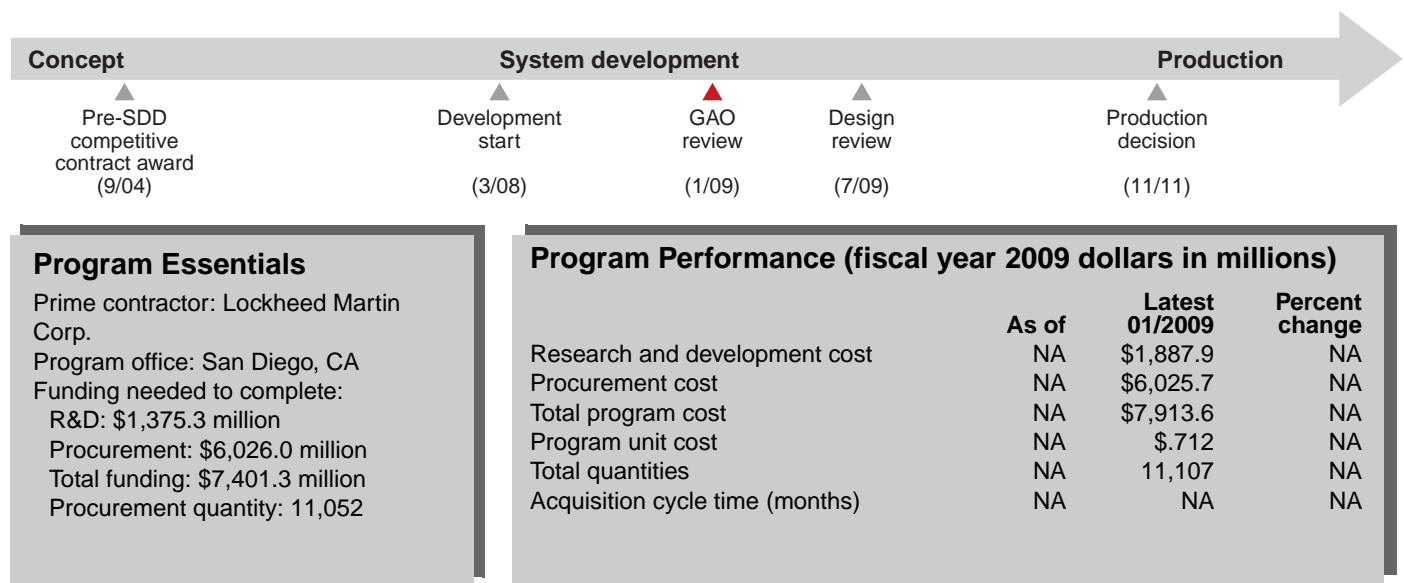 Concept System development Production
Pre-SDD
competitive
contract award
(9/04)
Development
start
(3/08)
GAO
review
(1/09)
Design
review
(7/09)
Production
decision
(11/11)
Program Essentials
Prime contractor: Lockheed Martin
Corp.
Program office: San Diego, CA
Funding needed to complete:
R&D: $1,375.3 million
Procurement: $6,026.0 million
Total funding: $7,401.3 million
Procurement quantity: 11,052
Program Performance (fiscal year 2009 dollars in millions)
As of Latest 01/2009 Percent change
Research and development cost NA $1,887.9 NA
Procurement cost NA $6,025.7 NA
Total program cost NA $7,913.6 NA
Program unit cost NA $.712 NA
Total quantities NA 11,107 NA
Acquisition cycle time (months) NA NA NA